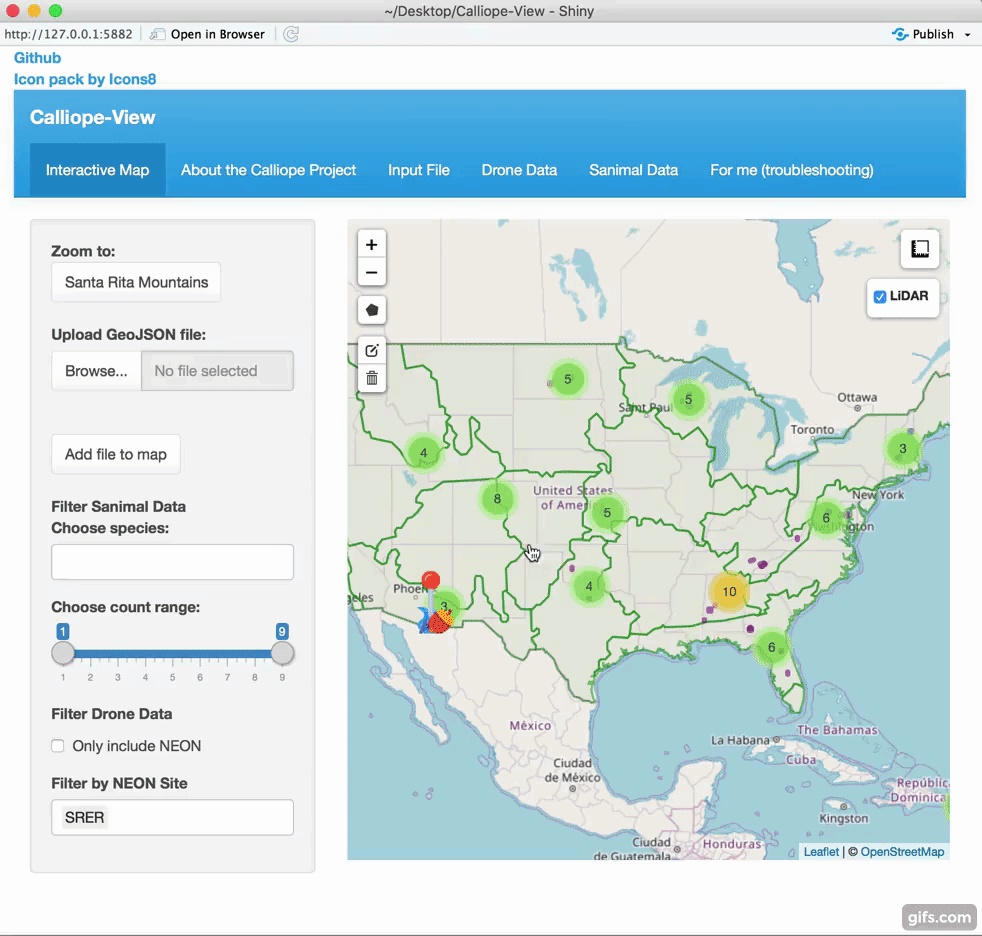 ~/Desktop/Calliope-View - Shiny
http://127.0.0.1:5882
Open in Browser
Publish
Github
Icon pack by Icons8
Calliope-View
Interactive Map
About the Calliope Project
Input File
Drone Data
Sanimal Data
For me (troubleshooting)
Zoom to:
Santa Rita Mountains
Upload GeoJSON file:
Browse...
No file selected
Add file to map
Filter Sanimal Data
Choose species:
Choose count range:
1
9
1 2 3 4 5 6 7 8 9
Filter Drone Data
Only include NEON
Filter by NEON Site
SRER
+
−
LiDAR
5
5
Saint Paul
Ottawa
Toronto
3
4
8
United States
of America
5
New York
6
Washington
Phoen
geles
3
4
10
6
México
La Habana
The Bahamas
Cuba
Ciudad
de México
República
Dominicana
Kingston
Ciudad
de Guatemala
Honduras
Leaflet | © OpenStreetMap
gifs.com